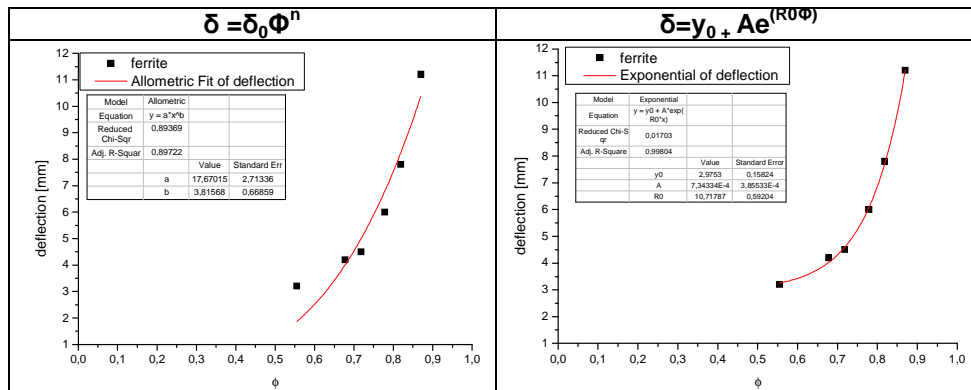 δ =δ₀Φⁿ
δ=y₀ + Ae^(R0Φ)
ferrite
Allometric Fit of deflection
Model Allometric
Equation y = a*x^b
Reduced Chi-Sqr 0,89369
Adj. R-Squar 0,89722
Value Standard Err
a 17,67015 2,71336
b 3,81568 0,66859
deflection [mm]
12
11
10
9
8
7
6
5
4
3
2
1
0,0 0,1 0,2 0,3 0,4 0,5 0,6 0,7 0,8 0,9 1,0
ϕ
ferrite
Exponential of deflection
Model Exponential
Equation y = y0 + A*exp(
R0*x)
Reduced Chi-S
qr 0,01703
Adj. R-Square 0,99804
Value Standard Error
y0 2,9753 0,15824
A 7,34334E-4 3,85533E-4
R0 10,71787 0,59204
deflection [mm]
12
11
10
9
8
7
6
5
4
3
2
1
0,0 0,1 0,2 0,3 0,4 0,5 0,6 0,7 0,8 0,9 1,0
ϕ